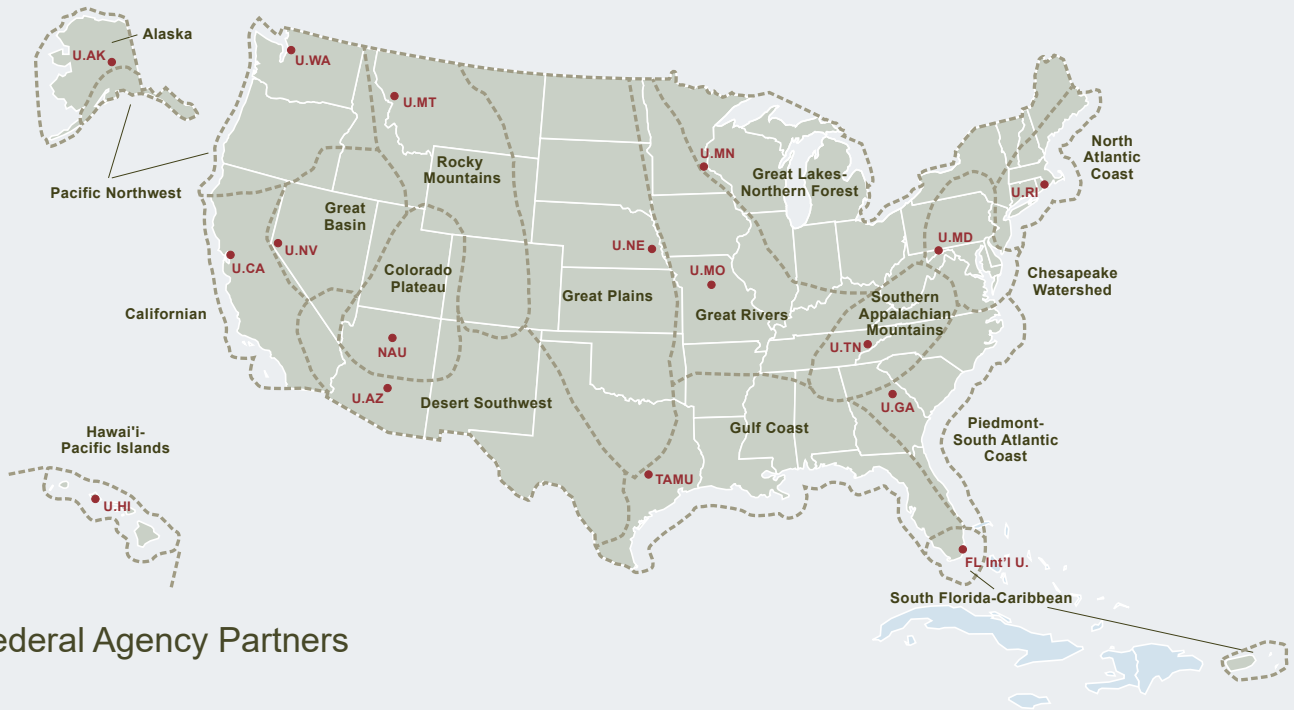 Alaska
U.AK
U.WA
U.MT
Pacific Northwest
Rocky
Mountains
U.MN
Great Lakes-
Northern Forest
North
Atlantic
Coast
U.RI
Great
Basin
U.NV
U.CA
Colorado
Plateau
U.NE
U.MO
U.MD
Chesapeake
Watershed
Californian
Great Plains
Great Rivers
Southern
Appalachian
Mountains
NAU
U.TN
U.AZ
Desert Southwest
U.GA
Hawai'i-
Pacific Islands
Gulf Coast
Piedmont-
South Atlantic
Coast
U.HI
TAMU
FL Int'l U.
South Florida-Caribbean
ederal Agency Partners